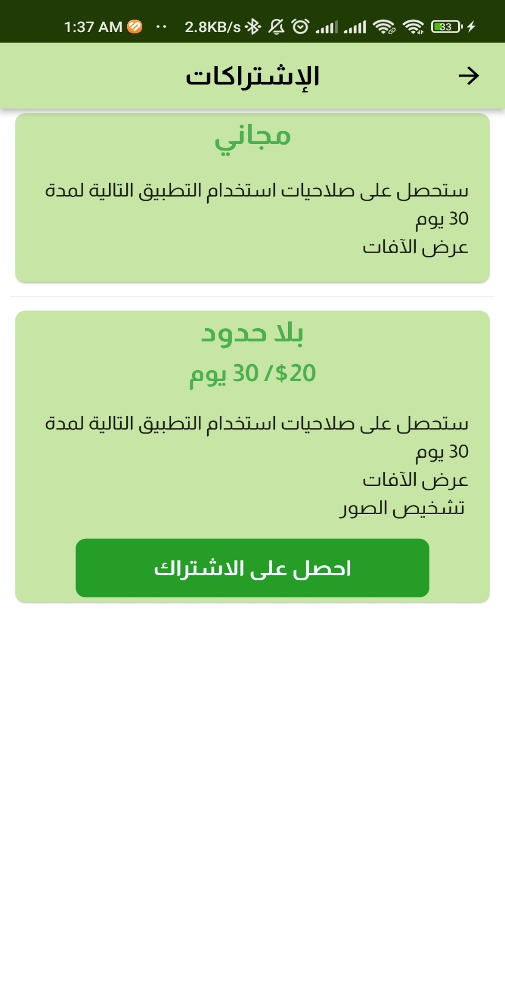 1:37 AM 2.8KB/s 33
الإشتراكات
مجاني
ستحصل على صلاحيات استخدام التطبيق التالية لمدة
30 يوم
عرض الآفات
بلا حدود
20$/ 30 يوم
ستحصل على صلاحيات استخدام التطبيق التالية لمدة
30 يوم
عرض الآفات
تشخيص الصور
احصل على الاشتراك